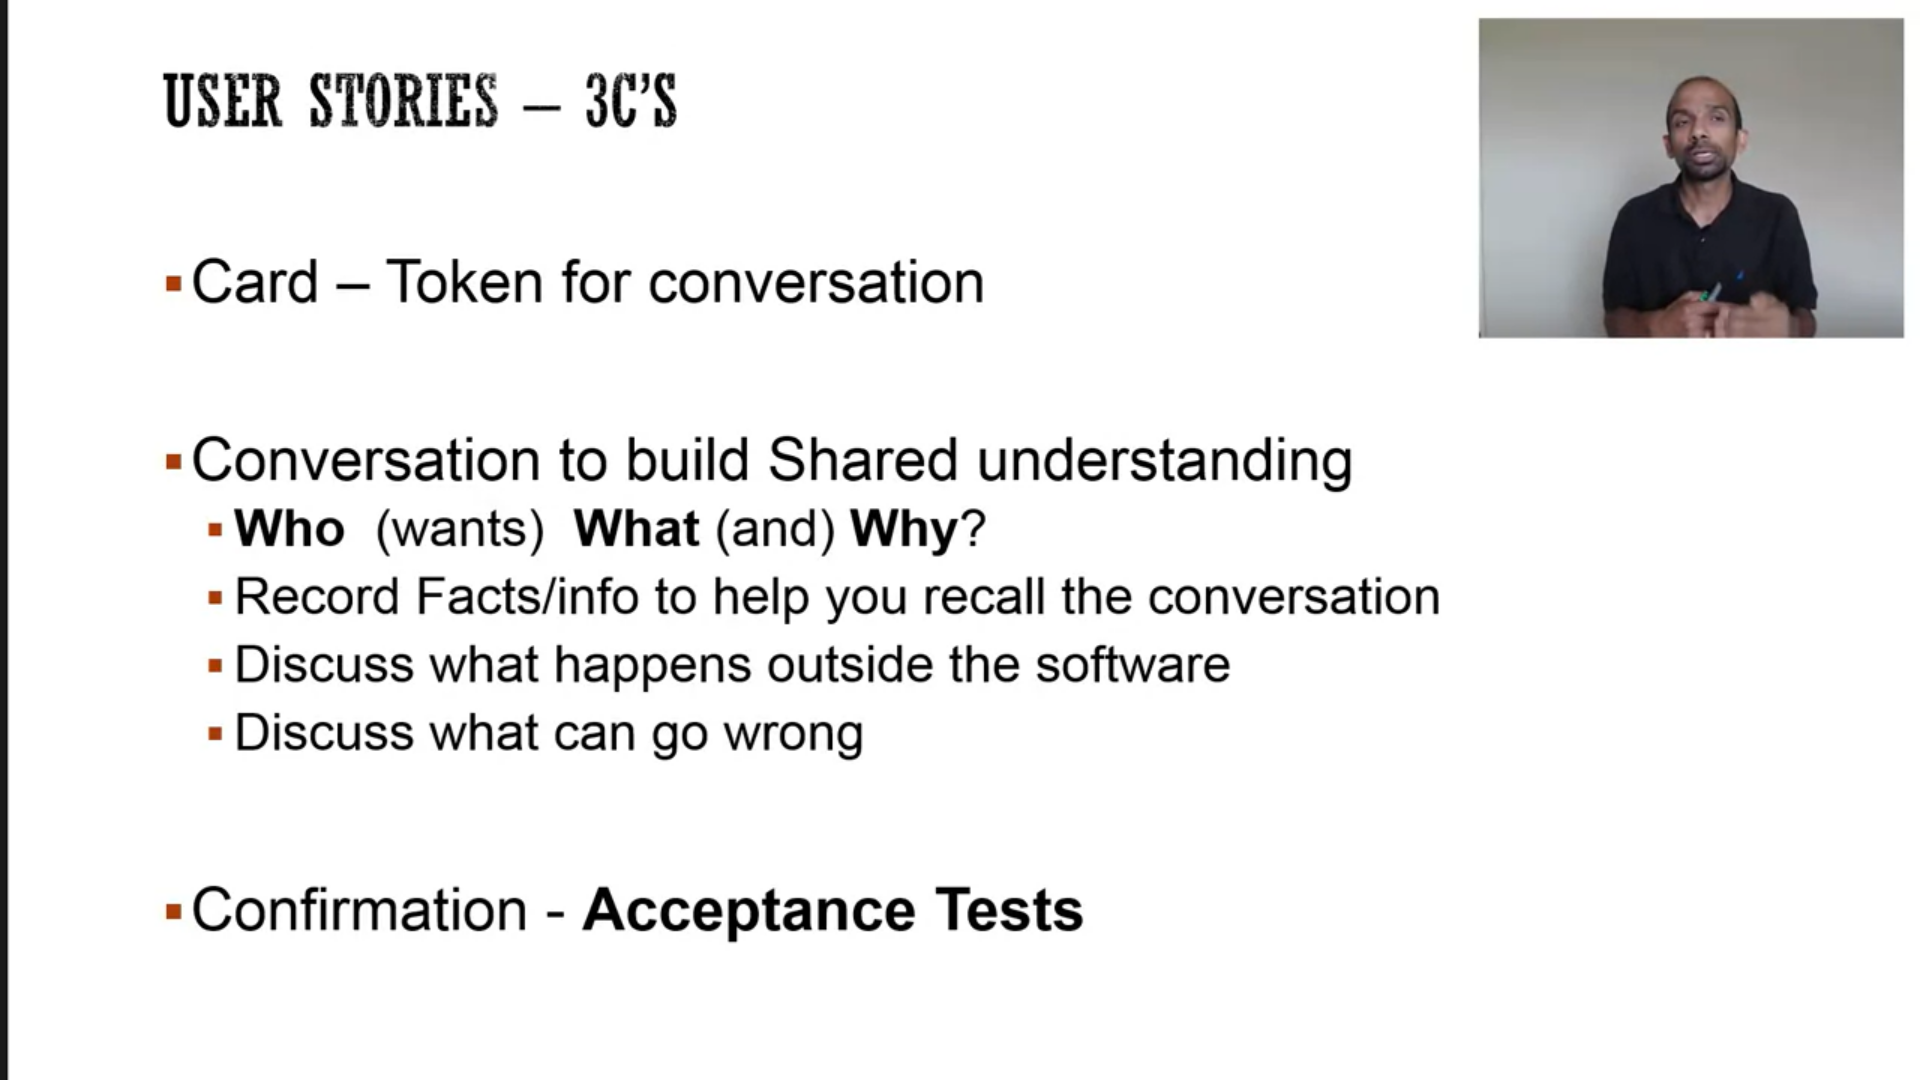 USER STORIES – 3C'S
Card – Token for conversation
Conversation to build Shared understanding
Who (wants) What (and) Why?
Record Facts/info to help you recall the conversation
Discuss what happens outside the software
Discuss what can go wrong
Confirmation - Acceptance Tests